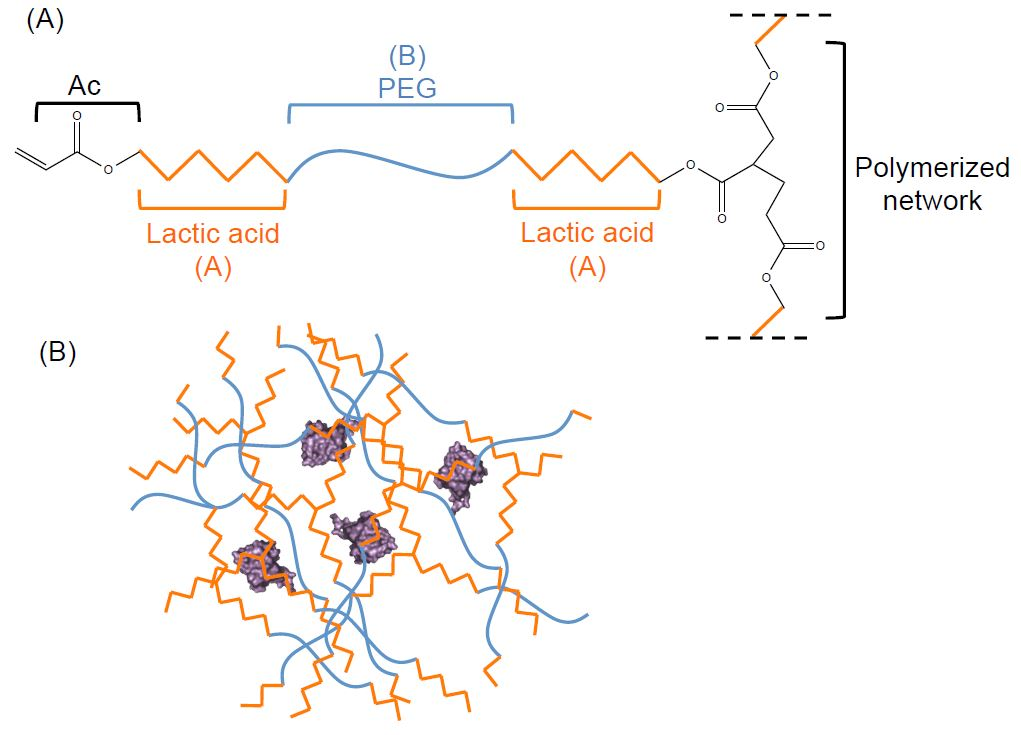 (A)
Ac
(B)
PEG
Lactic acid
(A)
Lactic acid
(A)
O
O
O
O
O
O
O
O
Polymerized
network
(B)